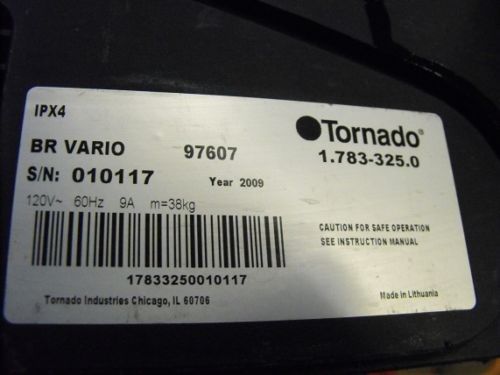 IPX4
Tornado®
BR VARIO 97607
1.783-325.0
S/N: 010117 Year 2009
120V~ 60Hz 9A m=38kg
CAUTION FOR SAFE OPERATION
SEE INSTRUCTION MANUAL
17833250010117
Tornado Industries Chicago, IL 60706
Made in Lithuania